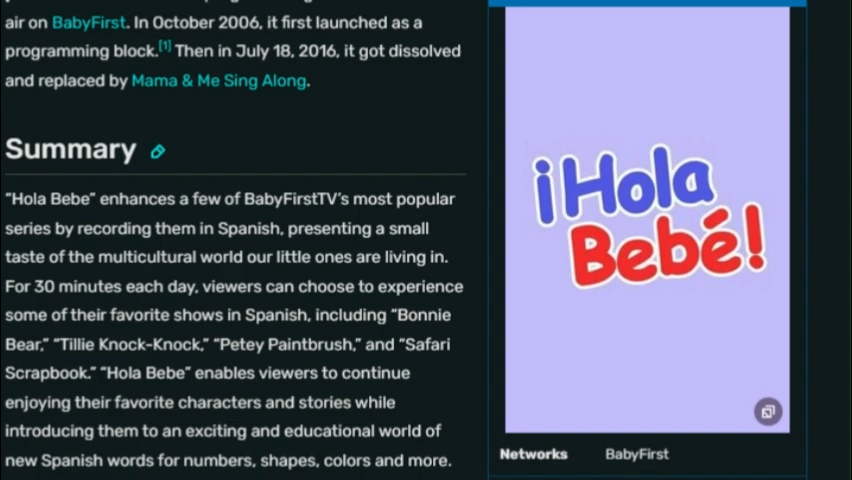 air on BabyFirst. In October 2006, it first launched as a
programming block.[1] Then in July 18, 2016, it got dissolved
and replaced by Mama & Me Sing Along.
Summary
“Hola Bebe” enhances a few of BabyFirstTV’s most popular
series by recording them in Spanish, presenting a small
taste of the multicultural world our little ones are living in.
For 30 minutes each day, viewers can choose to experience
some of their favorite shows in Spanish, including “Bonnie
Bear,” “Tillie Knock-Knock,” “Petey Paintbrush,” and “Safari
Scrapbook.” “Hola Bebe” enables viewers to continue
enjoying their favorite characters and stories while
introducing them to an exciting and educational world of
new Spanish words for numbers, shapes, colors and more.
¡Hola
Bebé!
Networks BabyFirst